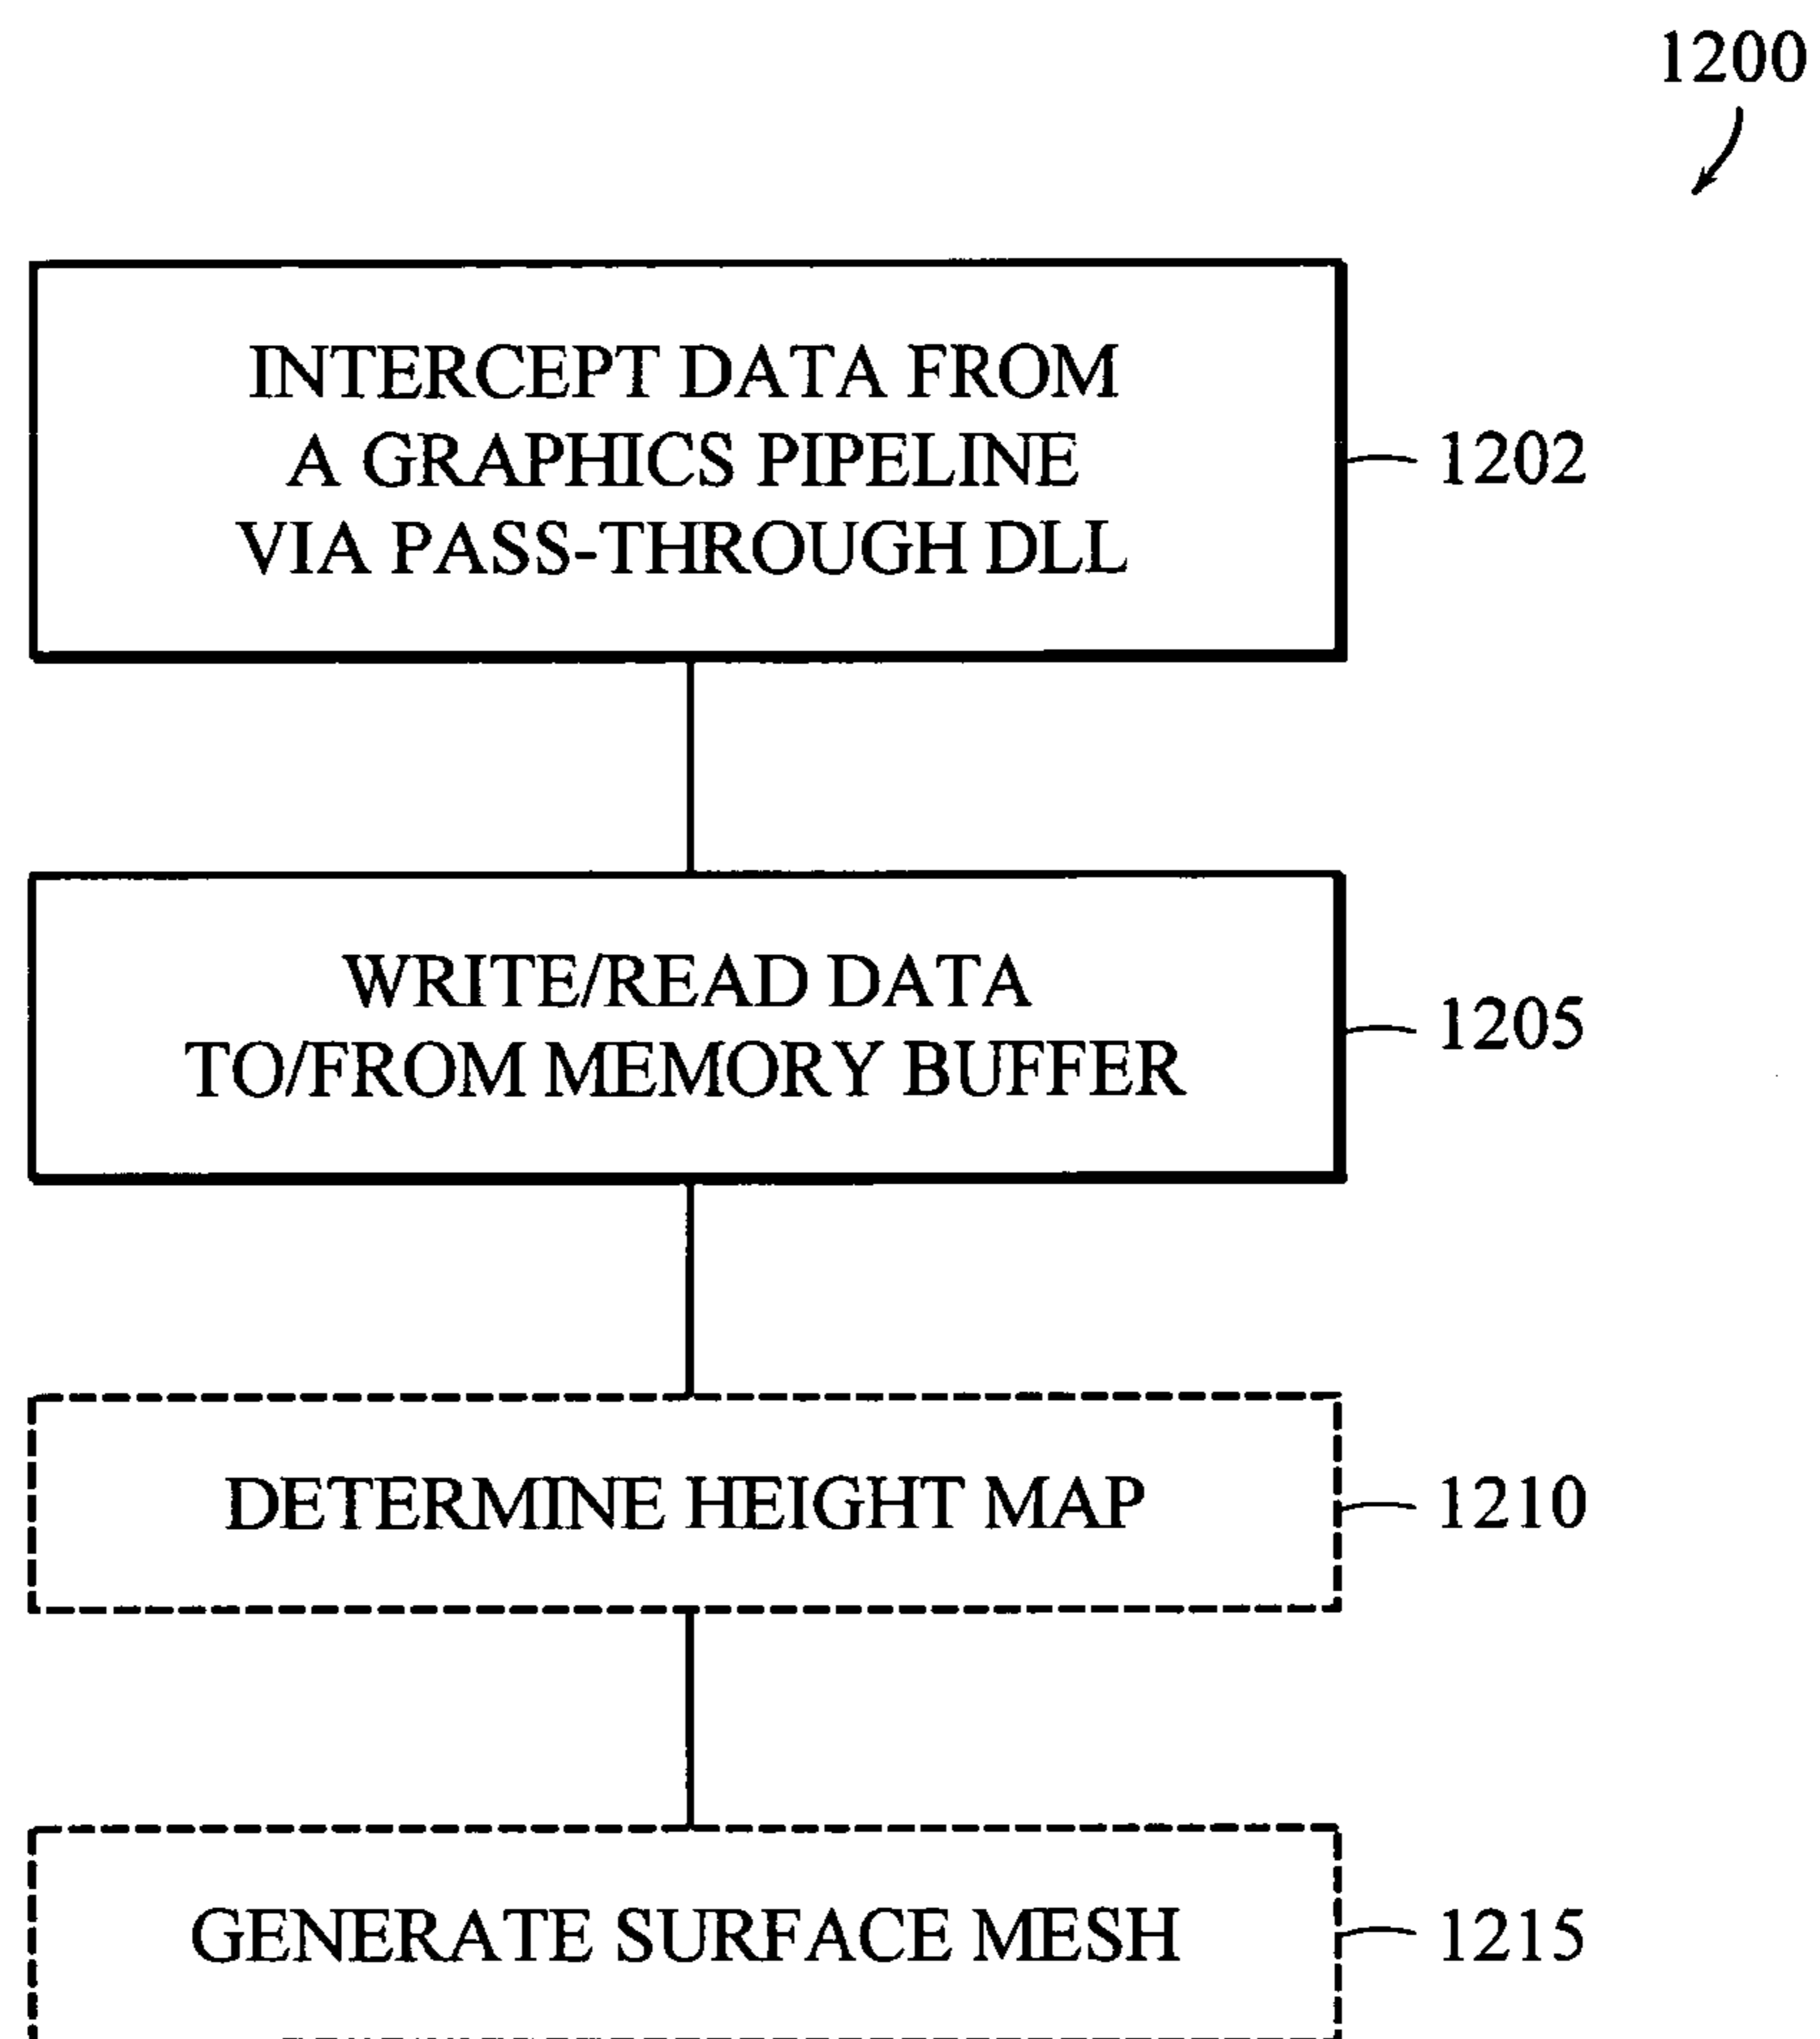 1200
INTERCEPT DATA FROM
A GRAPHICS PIPELINE
VIA PASS-THROUGH DLL
1202
WRITE/READ DATA
TO/FROM MEMORY BUFFER
1205
DETERMINE HEIGHT MAP
1210
GENERATE SURFACE MESH
1215